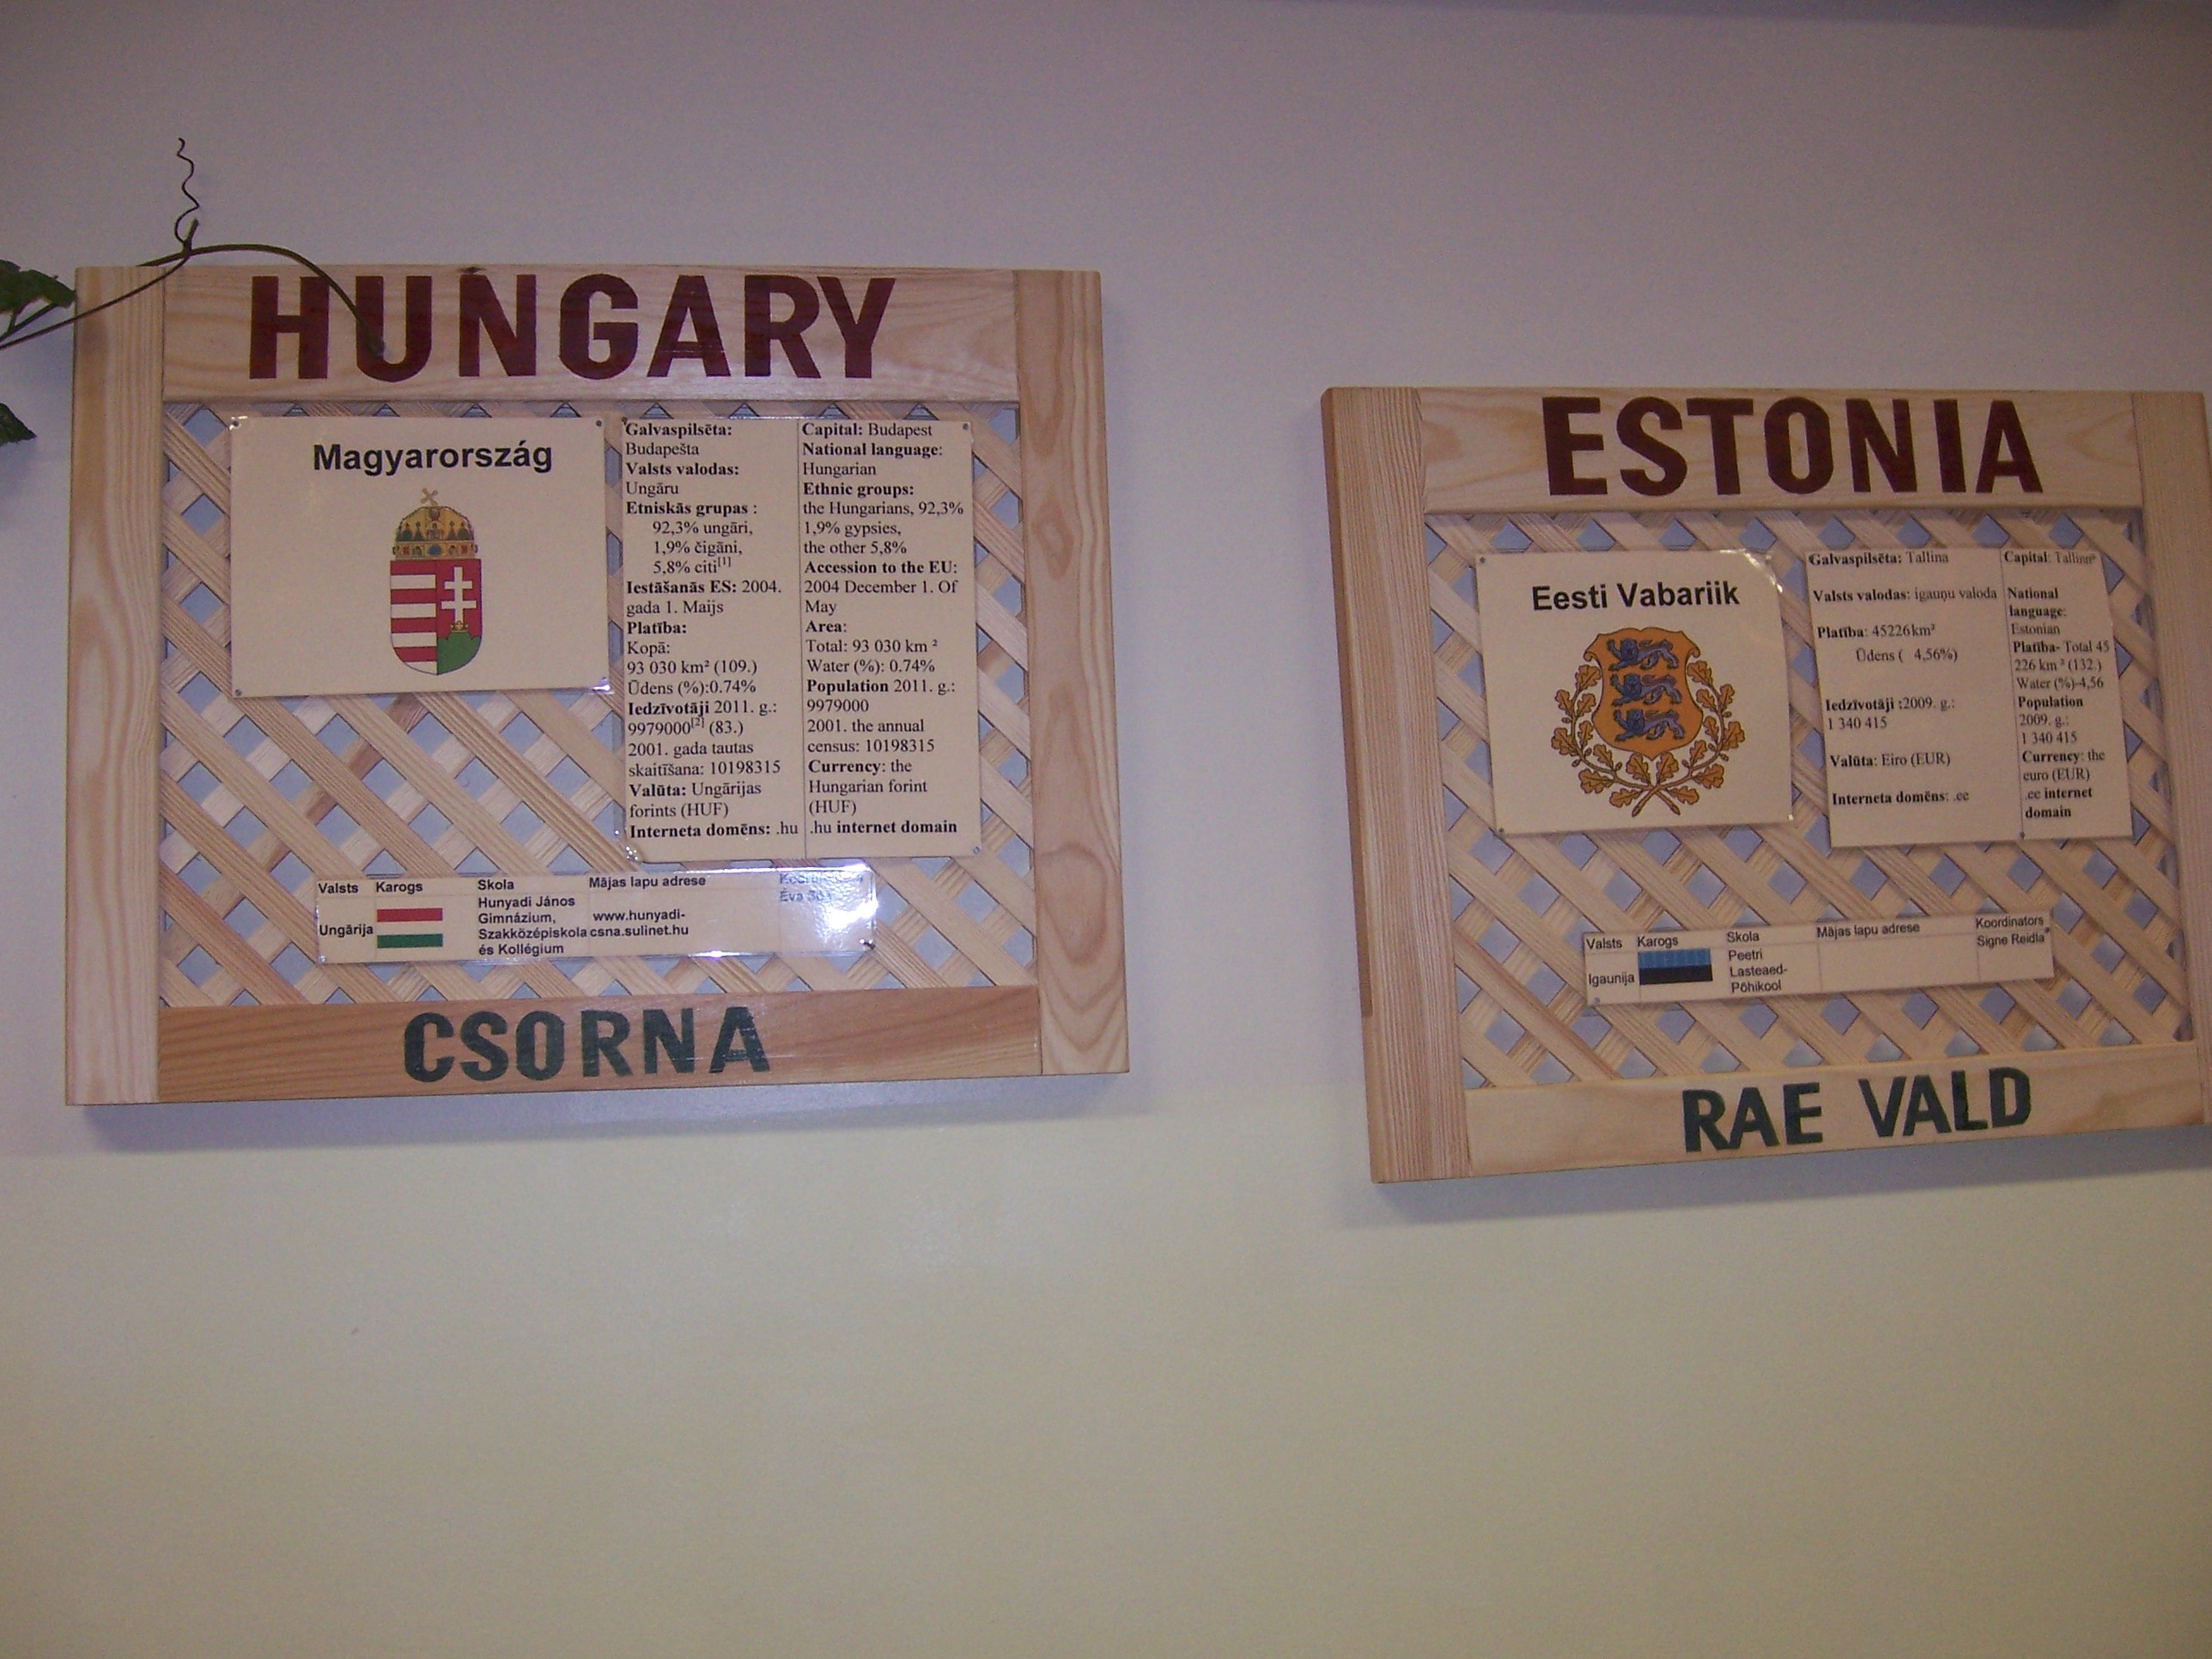 HUNGARY
Magyarország
Galvaspilsēta:
Budapešta
Valsts valodas:
Ungāru
Etniskās grupas :
92,3% ungāri,
1,9% čigāni,
5,8% citi[1]
Iestāšanās ES: 2004.
gada 1. Maijs
Platība:
Kopā:
93 030 km² (109.)
Ūdens (%):0.74%
Iedzīvotāji 2011. g.:
9979000[2] (83.)
2001. gada tautas
skaitīšana: 10198315
Valūta: Ungārijas
forints (HUF)
Interneta domēns: .hu
Capital: Budapest
National language:
Hungarian
Ethnic groups:
the Hungarians, 92,3%
1,9% gypsies,
the other 5,8%
Accession to the EU:
2004 December 1. Of
May
Area:
Total: 93 030 km ²
Water (%): 0.74%
Population 2011. g.:
9979000
2001. the annual
census: 10198315
Currency: the
Hungarian forint
(HUF)
.hu internet domain
Valsts Karogs Skola Mājas lapu adrese
Ungārija
Hunyadi János
Gimnázium,
Szakközépiskola
és Kollégium
www.hunyadi-
csna.sulinet.hu
Éva
CSORNA
ESTONIA
Eesti Vabariik
Galvaspilsēta: Tallina
Valsts valodas: igauņu valoda
Platība: 45226km²
Ūdens ( 4,56%)
Iedzīvotāji :2009. g.:
1 340 415
Valūta: Eiro (EUR)
Interneta domēns: .ee
Capital: Tallinn
National
language:
Estonian
Platība- Total 45
226 km ² (132.)
Water (%)-4,56
Population
2009. g.:
1 340 415
Currency: the
euro (EUR)
.ee internet
domain
Valsts Karogs Skola Mājas lapu adrese Koordinators
Igaunija
Peetri
Lasteaed-
Põhikool
Signe Reidla
RAE VALD